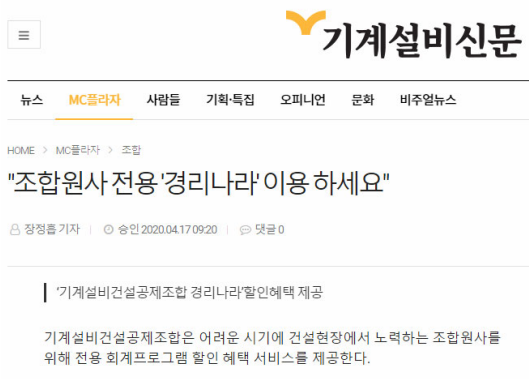 기계설비신문
뉴스 MC플라자 사람들 기획·특집 오피니언 문화 비주얼뉴스
HOME > MC플라자 > 조합
"조합원사 전용 '경리나라' 이용 하세요"
장정흡 기자 승인 2020.04.17 09:20 댓글 0
'기계설비건설공제조합 경리나라'할인혜택 제공
기계설비건설공제조합은 어려운 시기에 건설현장에서 노력하는 조합원사를
위해 전용 회계프로그램 할인 혜택 서비스를 제공한다.